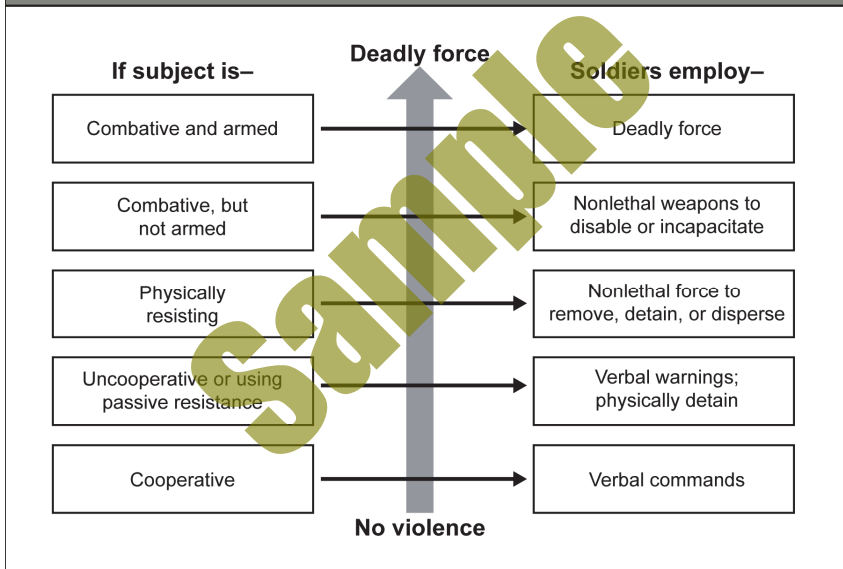 Deadly force
If subject is–
Soldiers employ–
Combative and armed
Deadly force
Combative, but
not armed
Nonlethal weapons to
disable or incapacitate
Physically
resisting
Nonlethal force to
remove, detain, or disperse
Uncooperative or using
passive resistance
Verbal warnings;
physically detain
Cooperative
Verbal commands
No violence
Sample